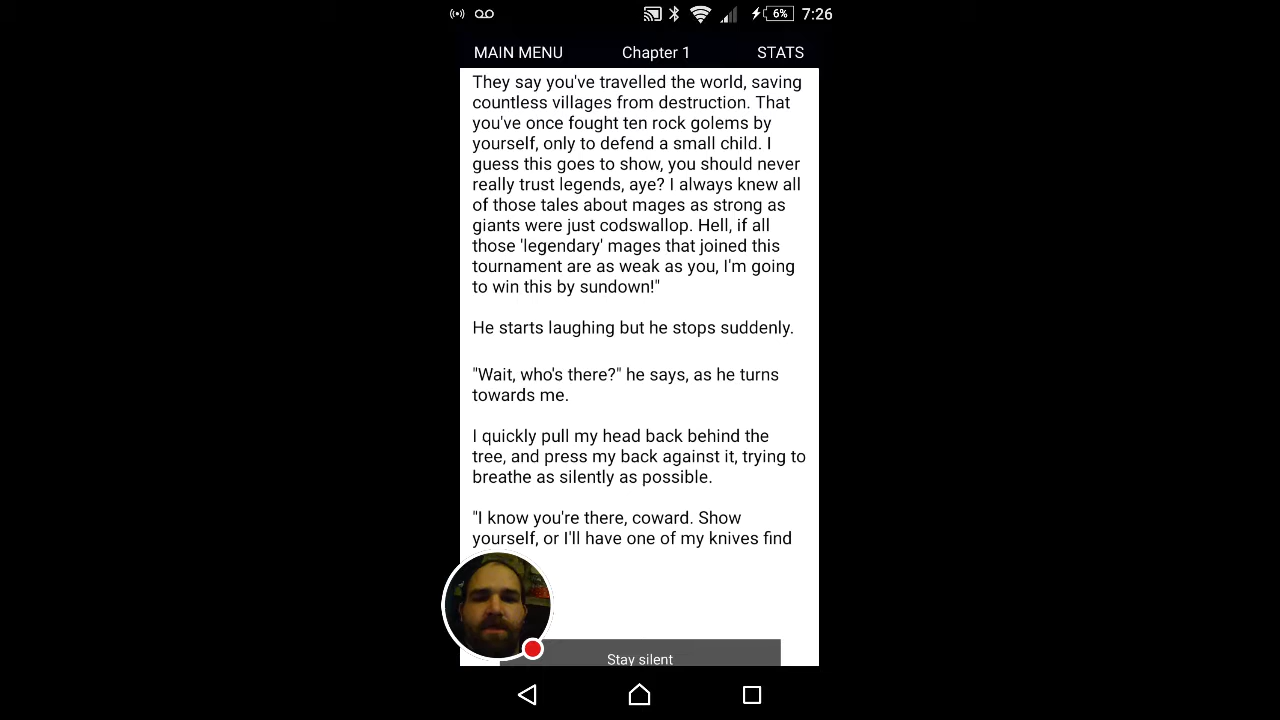 6% 7:26
MAIN MENU Chapter 1 STATS
They say you've travelled the world, saving
countless villages from destruction. That
you've once fought ten rock golems by
yourself, only to defend a small child. I
guess this goes to show, you should never
really trust legends, aye? I always knew all
of those tales about mages as strong as
giants were just codswallop. Hell, if all
those 'legendary' mages that joined this
tournament are as weak as you, I'm going
to win this by sundown!"
He starts laughing but he stops suddenly.
"Wait, who's there?" he says, as he turns
towards me.
I quickly pull my head back behind the
tree, and press my back against it, trying to
breathe as silently as possible.
"I know you're there, coward. Show
yourself, or I'll have one of my knives find
Stay silent